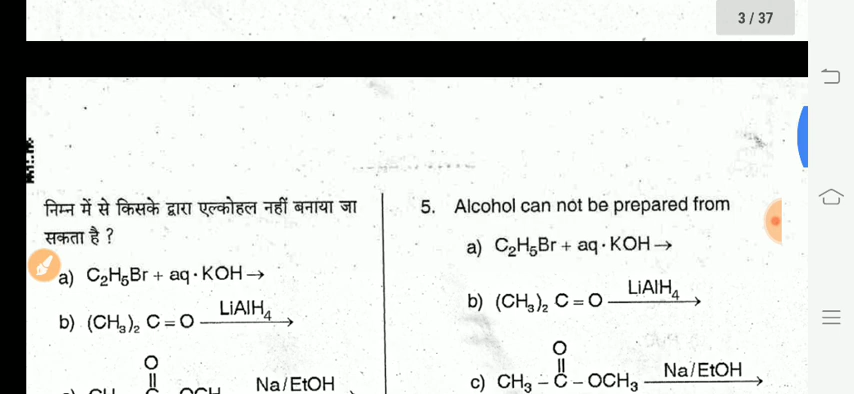 3 / 37
निम्न में से किसके द्वारा एल्कोहल नहीं बनाया जा
सकता है ?
a) C₂H₅Br + aq · KOH →
b) (CH₃)₂ C = O —LiAlH₄→
O
||
Na/EtOH
5. Alcohol can not be prepared from
a) C₂H₅Br + aq · KOH →
b) (CH₃)₂ C = O —LiAlH₄→
O
||
c) CH₃ – C – OCH₃ —Na/EtOH→